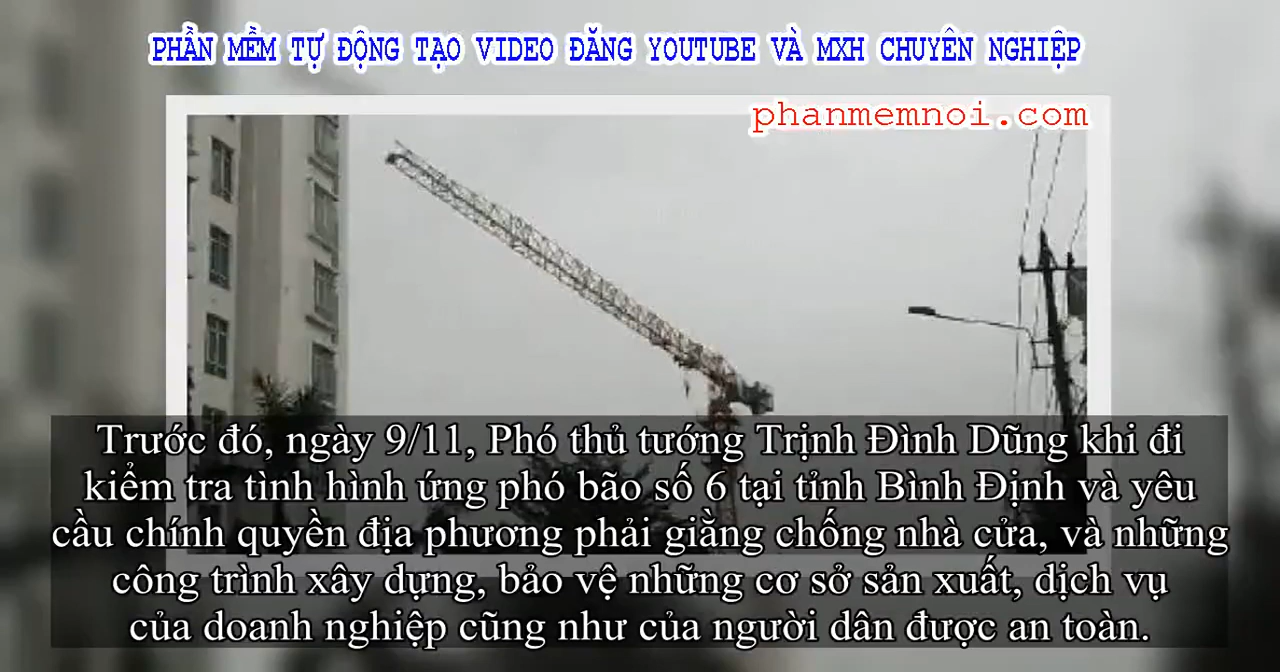 PHẦN MỀM TỰ ĐỘNG TẠO VIDEO ĐĂNG YOUTUBE VÀ MXH CHUYÊN NGHIỆP
phanmemnoi.com
Trước đó, ngày 9/11, Phó thủ tướng Trịnh Đình Dũng khi đi
kiểm tra tình hình ứng phó bão số 6 tại tỉnh Bình Định và yêu
cầu chính quyền địa phương phải giằng chống nhà cửa, và những
công trình xây dựng, bảo vệ những cơ sở sản xuất, dịch vụ
của doanh nghiệp cũng như của người dân được an toàn.